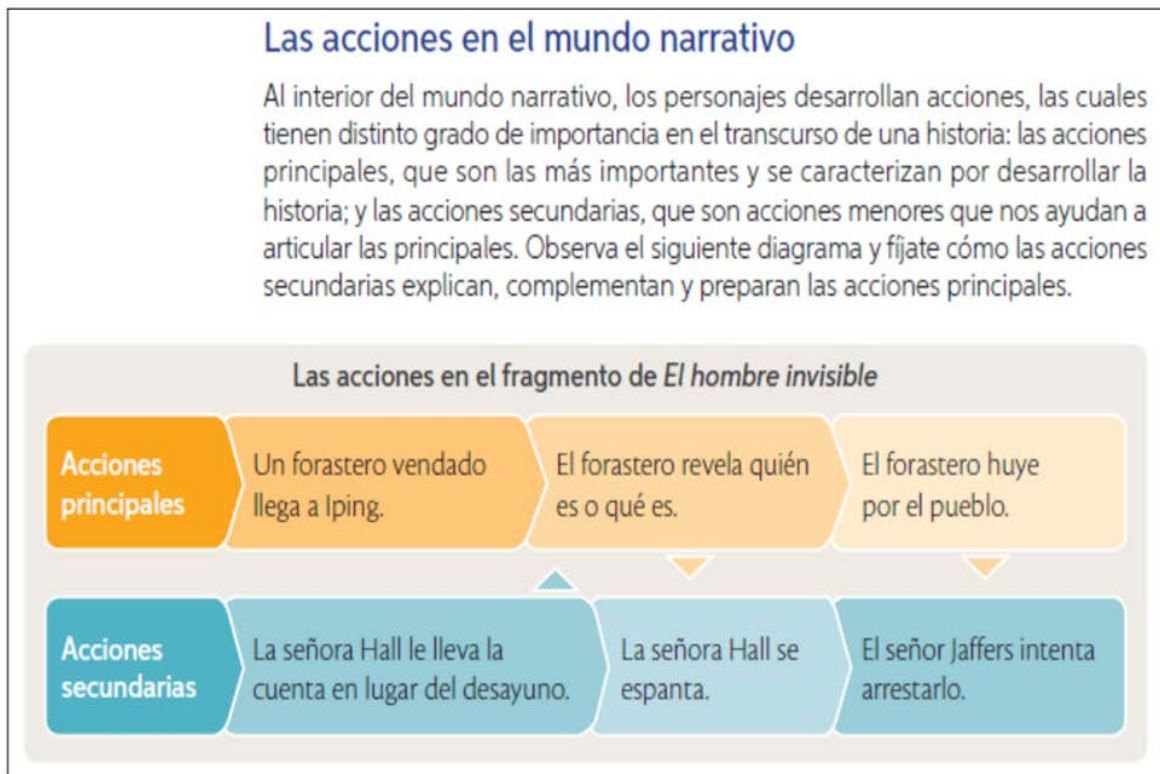 Las acciones en el mundo narrativo
Al interior del mundo narrativo, los personajes desarrollan acciones, las cuales
tienen distinto grado de importancia en el transcurso de una historia: las acciones
principales, que son las más importantes y se caracterizan por desarrollar la
historia; y las acciones secundarias, que son acciones menores que nos ayudan a
articular las principales. Observa el siguiente diagrama y fíjate cómo las acciones
secundarias explican, complementan y preparan las acciones principales.
Las acciones en el fragmento de El hombre invisible
Acciones
principales
Un forastero vendado
llega a Iping.
El forastero revela quién
es o qué es.
El forastero huye
por el pueblo.
Acciones
secundarias
La señora Hall le lleva la
cuenta en lugar del desayuno.
La señora Hall se
espanta.
El señor Jaffers intenta
arrestarlo.